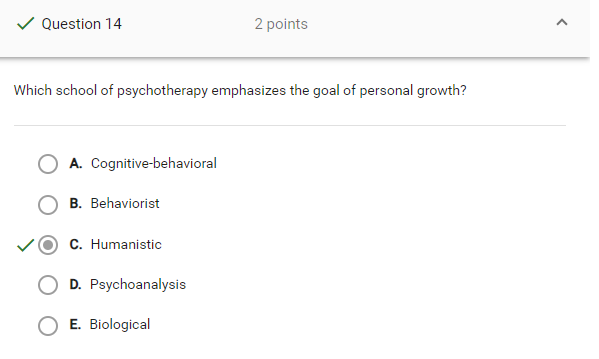 Question 14 2 points
Which school of psychotherapy emphasizes the goal of personal growth?
A. Cognitive-behavioral
B. Behaviorist
C. Humanistic
D. Psychoanalysis
E. Biological